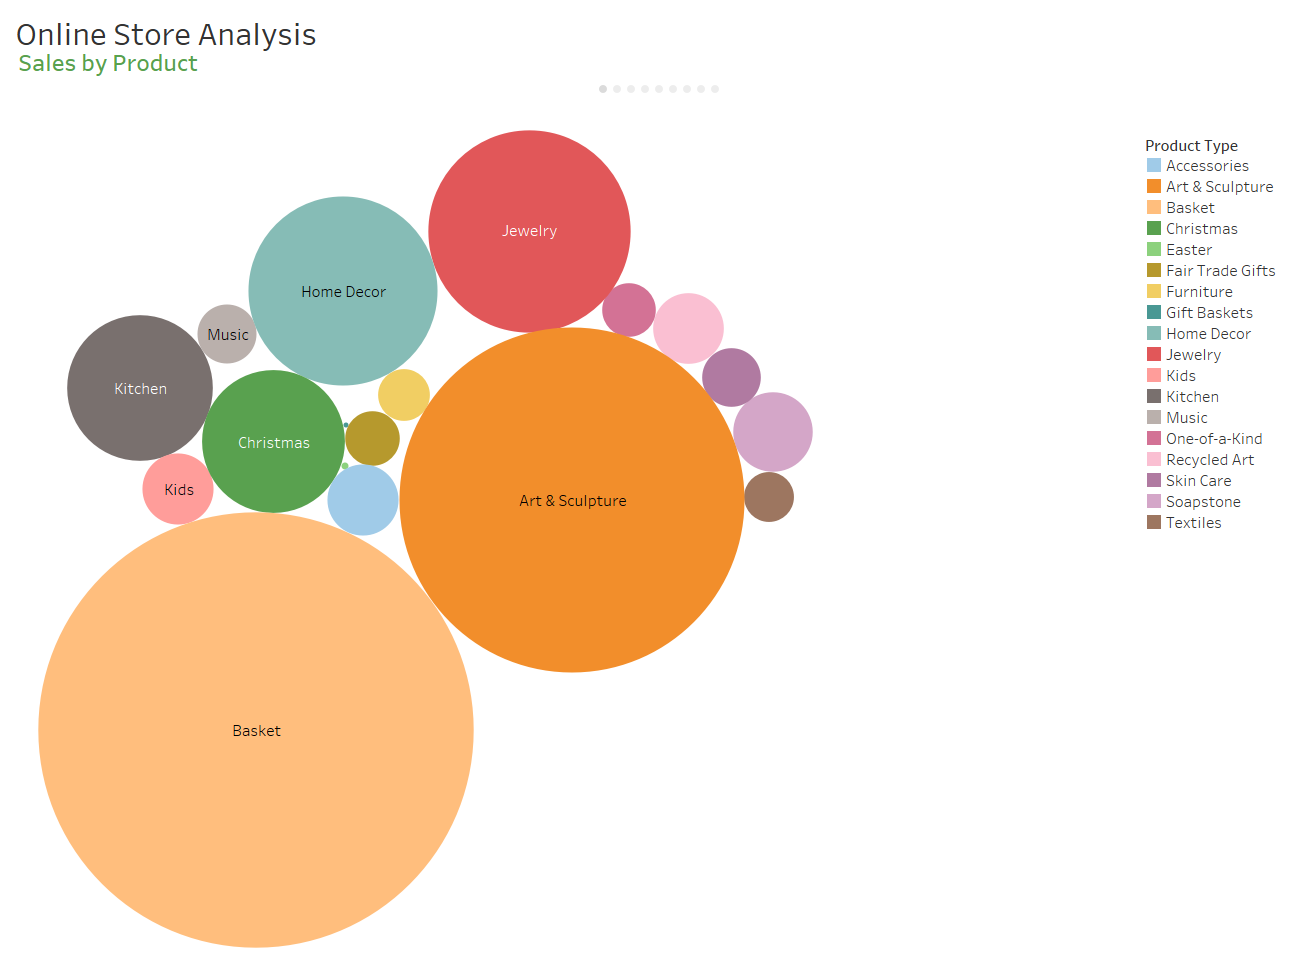 Online Store Analysis
Sales by Product
Jewelry
Home Decor
Music
Kitchen
Christmas
Kids
Art & Sculpture
Basket
Product Type
Accessories
Art & Sculpture
Basket
Christmas
Easter
Fair Trade Gifts
Furniture
Gift Baskets
Home Decor
Jewelry
Kids
Kitchen
Music
One-of-a-Kind
Recycled Art
Skin Care
Soapstone
Textiles